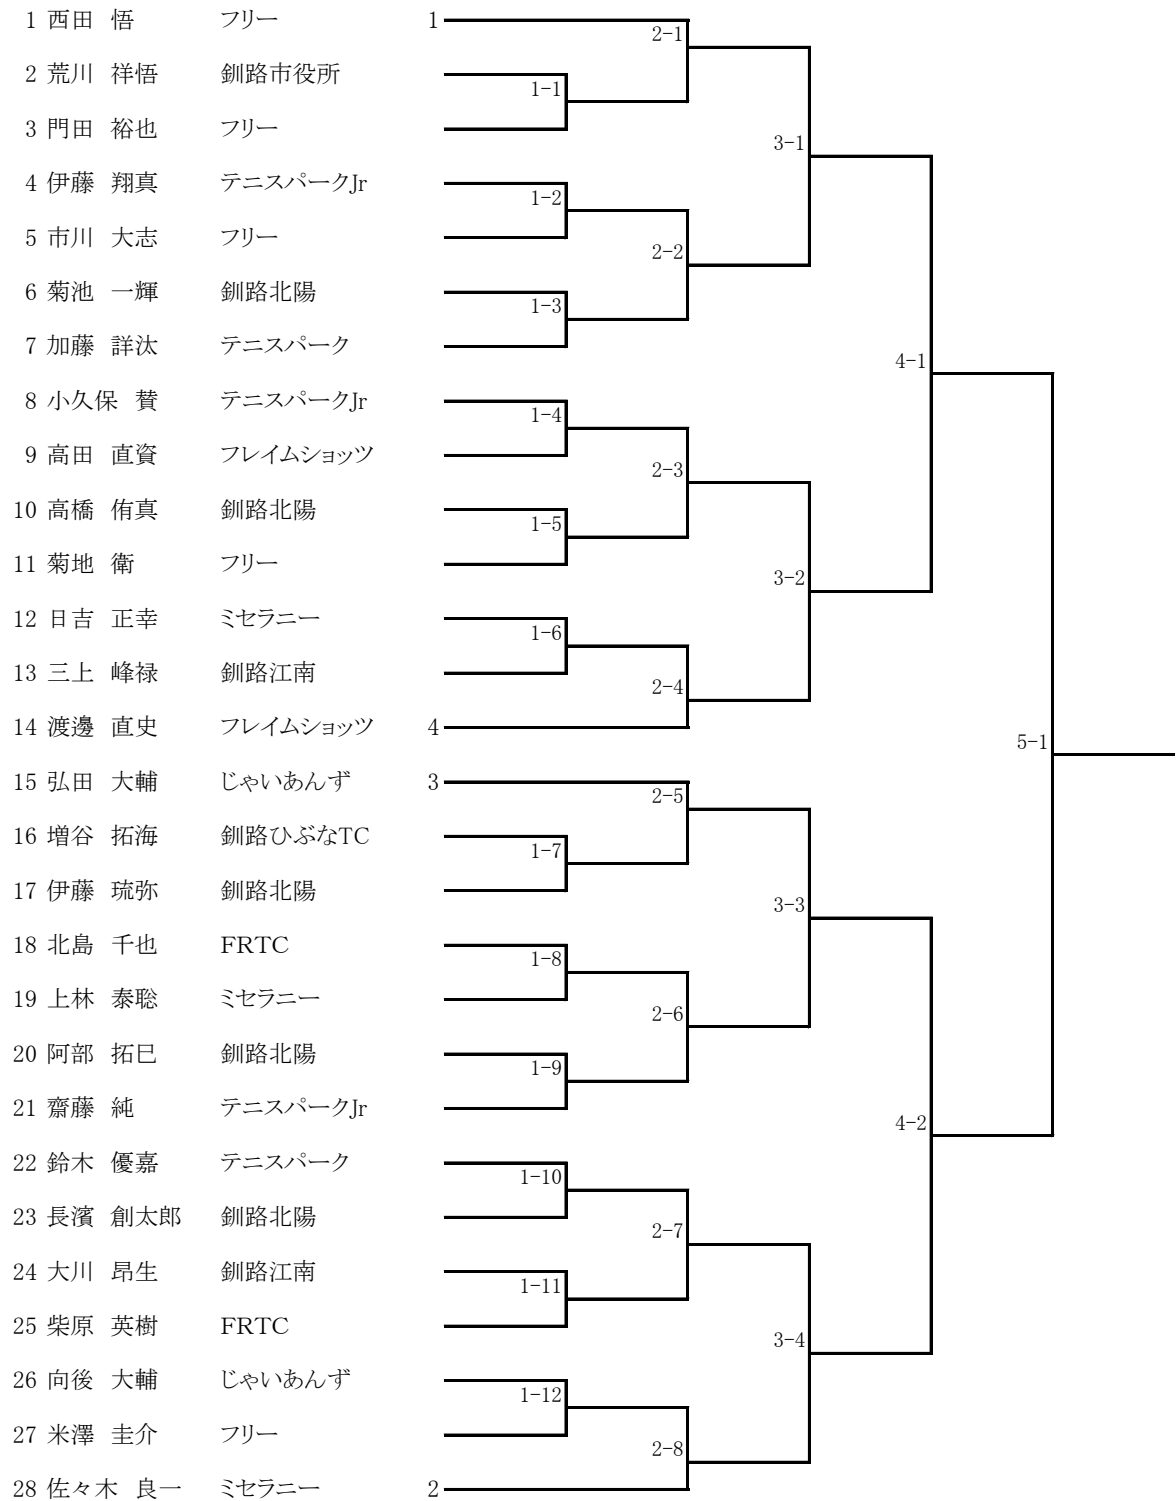 1 西田 悟 フリー 1
2-1
2 荒川 祥悟 釧路市役所
1-1
3 門田 裕也 フリー
3-1
4 伊藤 翔真 テニスパークJr
1-2
5 市川 大志 フリー
2-2
6 菊池 一輝 釧路北陽
1-3
7 加藤 詳汰 テニスパーク
4-1
8 小久保 賛 テニスパークJr
1-4
9 高田 直資 フレイムショッツ
2-3
10 高橋 侑真 釧路北陽
1-5
11 菊地 衛 フリー
3-2
12 日吉 正幸 ミセラニー
1-6
13 三上 峰禄 釧路江南
2-4
14 渡邊 直史 フレイムショッツ 4
5-1
15 弘田 大輔 じゃいあんず 3
2-5
16 増谷 拓海 釧路ひぶなTC
1-7
17 伊藤 琉弥 釧路北陽
3-3
18 北島 千也 FRTC
1-8
19 上林 泰聡 ミセラニー
2-6
20 阿部 拓巳 釧路北陽
1-9
21 齋藤 純 テニスパークJr
4-2
22 鈴木 優嘉 テニスパーク
1-10
23 長濱 創太郎 釧路北陽
2-7
24 大川 昂生 釧路江南
1-11
25 柴原 英樹 FRTC
3-4
26 向後 大輔 じゃいあんず
1-12
27 米澤 圭介 フリー
2-8
28 佐々木 良一 ミセラニー 2